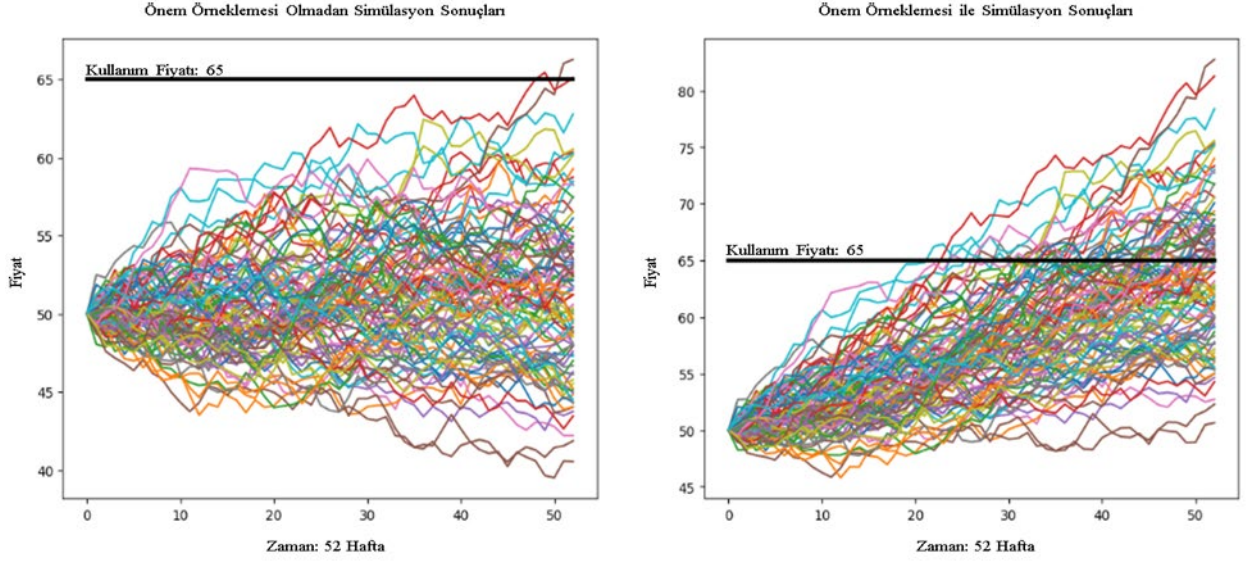 Önem Örneklemesi Olmadan Simülasyon Sonuçları
Kullanım Fiyatı: 65
65
60
55
50
45
40
Fiyat
0 10 20 30 40 50
Zaman: 52 Hafta
Önem Örneklemesi ile Simülasyon Sonuçları
80
75
70
Kullanım Fiyatı: 65
65
60
55
50
45
Fiyat
0 10 20 30 40 50
Zaman: 52 Hafta